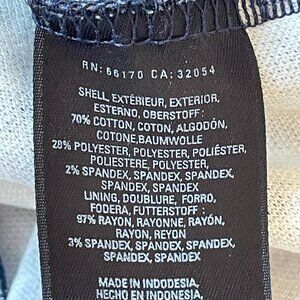 RN: 66170 CA: 32054
SHELL, EXTÉRIEUR, EXTERIOR,
ESTERNO, OBERSTOFF:
70% COTTON, COTON, ALGODÓN,
COTONE,BAUMWOLLE
28% POLYESTER, POLYESTER, POLIÉSTER,
POLIESTERE, POLYESTER,
2% SPANDEX, SPANDEX, SPANDEX,
SPANDEX, SPANDEX
LINING, DOUBLURE, FORRO,
FODERA, FUTTERSTOFF:
97% RAYON, RAYONNE, RAYÓN,
RAYON, REYON
3% SPANDEX, SPANDEX, SPANDEX,
SPANDEX, SPANDEX
MADE IN INDODESIA,
HECHO EN INDONESIA,